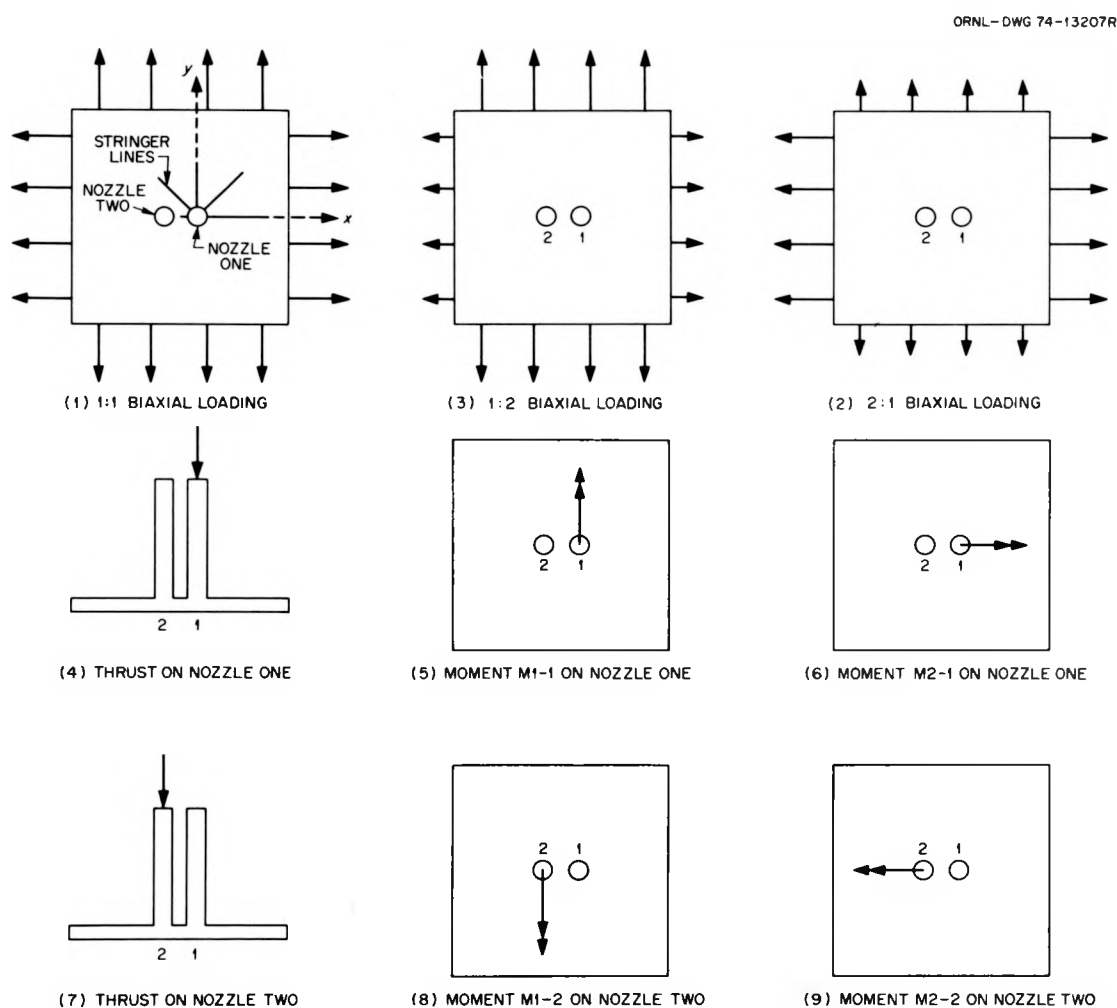 ORNL-DWG 74-13207R
y
STRINGER
LINES
NOZZLE
TWO
x
NOZZLE
ONE
(1) 1:1 BIAXIAL LOADING
2 1
(3) 1:2 BIAXIAL LOADING
2 1
(2) 2:1 BIAXIAL LOADING
2 1
(4) THRUST ON NOZZLE ONE
2 1
(5) MOMENT M1-1 ON NOZZLE ONE
2 1
(6) MOMENT M2-1 ON NOZZLE ONE
2 1
(7) THRUST ON NOZZLE TWO
2 1
(8) MOMENT M1-2 ON NOZZLE TWO
2 1
(9) MOMENT M2-2 ON NOZZLE TWO